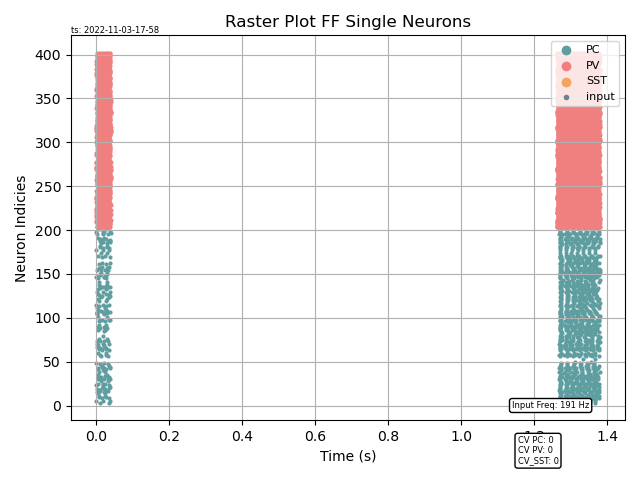 Raster Plot FF Single Neurons
ts: 2022-11-03-17-58
PC
PV
SST
input
Neuron Indicies
400
350
300
250
200
150
100
50
0
Input Freq: 191 Hz
0.0 0.2 0.4 0.6 0.8 1.0 1.2 1.4
CV PC: 0
CV PV: 0
CV_SST: 0
Time (s)